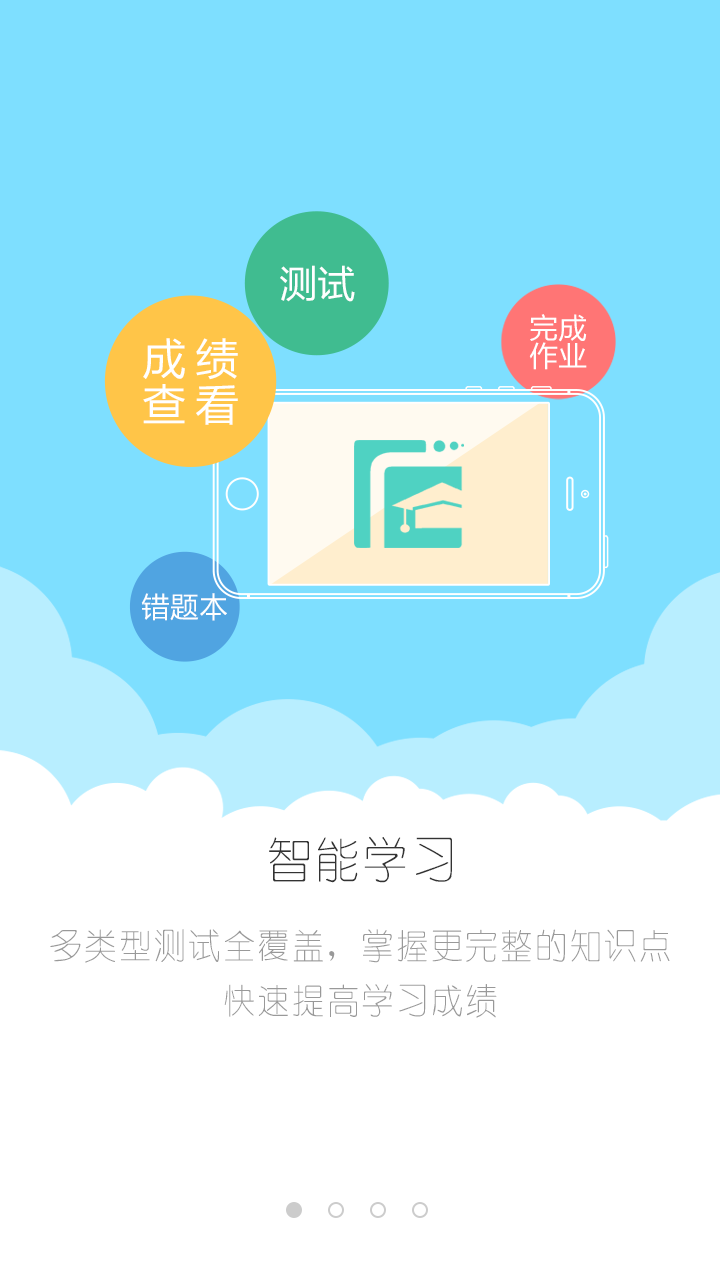 测试
完成
作业
成绩
查看
错题本
智能学习
多类型测试全覆盖，掌握更完整的知识点
快速提高学习成绩